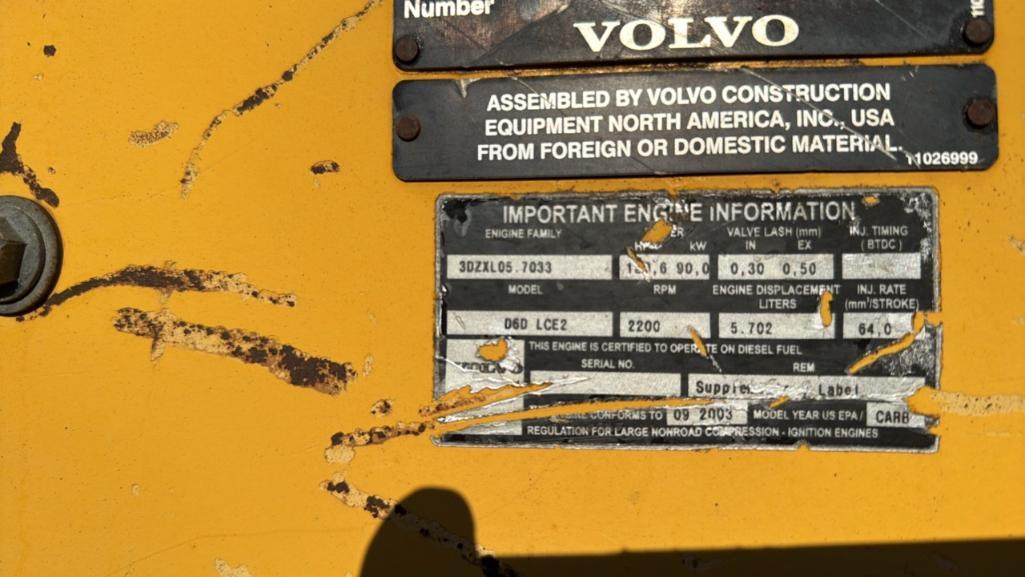 Number
VOLVO
ASSEMBLED BY VOLVO CONSTRUCTION
EQUIPMENT NORTH AMERICA, INC., USA
FROM FOREIGN OR DOMESTIC MATERIAL.
11026999
IMPORTANT ENGINE INFORMATION
ENIGINE FAMILY VALVE LASH (mm) INJ. TIMING
kW IN EX (BTDC)
3DZXL05.7033 90,0 0,30 0,50
MODEL RPM ENGINE DISPLACEMENT INJ. RATE
LITERS (mm³/STROKE)
D6D LCE2 2200 5.702 64,0
THIS ENGINE IS CERTIFIED TO OPERATE ON DIESEL FUEL
SERIAL NO. REM
Label
CONFORMS TO 09 2003 MODEL YEAR US EPA / CARB
REGULATION FOR LARGE NONROAD COMPRESSION - IGNITION ENGINES